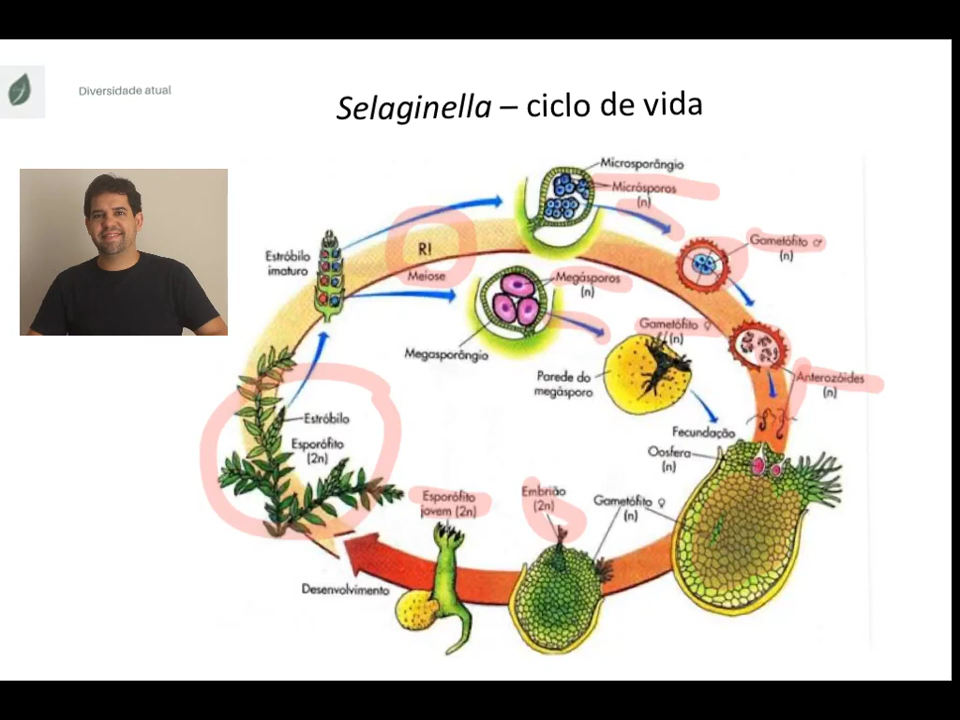 Diversidade atual
Selaginella – ciclo de vida
Microsporângio
Micrósporos
(n)
Gametófito ♂
(n)
R!
Estróbilo
imaturo
Meiose
Megásporos
(n)
Megasporângio
Gametófito ♀
(n)
Parede do
megásporo
Anterozóides
(n)
Estróbilo
Esporófito
(2n)
Fecundação
Oosfera
(n)
Esporófito
jovem (2n)
Embrião
(2n)
Gametófito ♀
(n)
Desenvolvimento